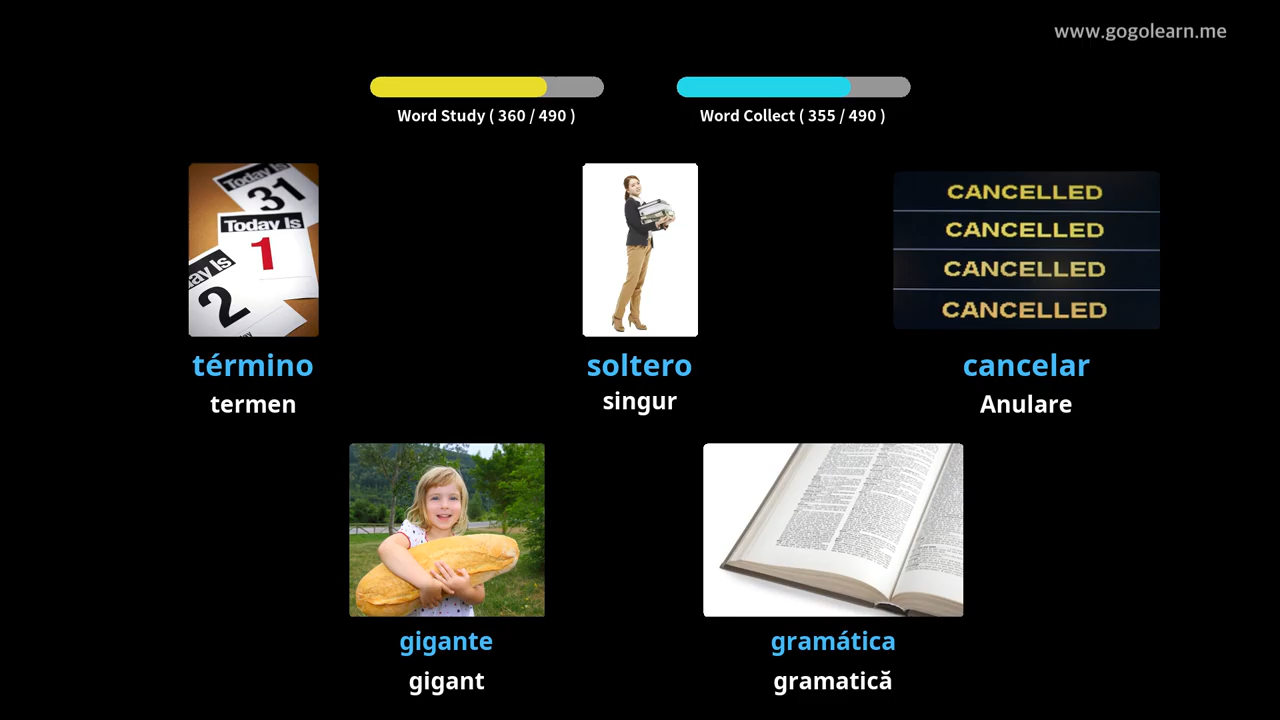 www.gogolearn.me
Word Study ( 360 / 490 )
Word Collect ( 355 / 490 )
Today Is
31
Today Is
1
ay Is
2
CANCELLED
CANCELLED
CANCELLED
CANCELLED
término
soltero
cancelar
termen
singur
Anulare
gigante
gramática
gigant
gramatică